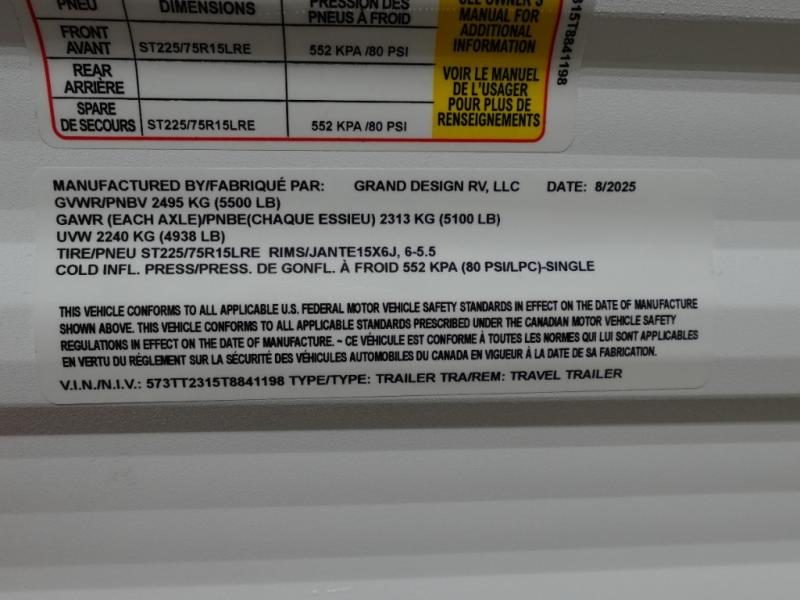 PNEU DIMENSIONS PRESSION DES
PNEUS À FROID
SEE OWNER'S
MANUAL FOR
ADDITIONAL
INFORMATION
FRONT
AVANT ST225/75R15LRE 552 KPA /80 PSI
REAR
ARRIÈRE
VOIR LE MANUEL
DE L'USAGER
POUR PLUS DE
RENSEIGNEMENTS
SPARE
DE SECOURS ST225/75R15LRE 552 KPA /80 PSI
315T8841198
MANUFACTURED BY/FABRIQUÉ PAR: GRAND DESIGN RV, LLC DATE: 8/2025
GVWR/PNBV 2495 KG (5500 LB)
GAWR (EACH AXLE)/PNBE(CHAQUE ESSIEU) 2313 KG (5100 LB)
UVW 2240 KG (4938 LB)
TIRE/PNEU ST225/75R15LRE RIMS/JANTE15X6J, 6-5.5
COLD INFL. PRESS/PRESS. DE GONFL. À FROID 552 KPA (80 PSI/LPC)-SINGLE
THIS VEHICLE CONFORMS TO ALL APPLICABLE U.S. FEDERAL MOTOR VEHICLE SAFETY STANDARDS IN EFFECT ON THE DATE OF MANUFACTURE
SHOWN ABOVE. THIS VEHICLE CONFORMS TO ALL APPLICABLE STANDARDS PRESCRIBED UNDER THE CANADIAN MOTOR VEHICLE SAFETY
REGULATIONS IN EFFECT ON THE DATE OF MANUFACTURE. ~ CE VÉHICULE EST CONFORME À TOUTES LES NORMES QUI LUI SONT APPLICABLES
EN VERTU DU RÉGLEMENT SUR LA SÉCURITÉ DES VÉHICULES AUTOMOBILES DU CANADA EN VIGUEUR À LA DATE DE SA FABRICATION.
V.I.N./N.I.V.: 573TT2315T8841198 TYPE/TYPE: TRAILER TRA/REM: TRAVEL TRAILER